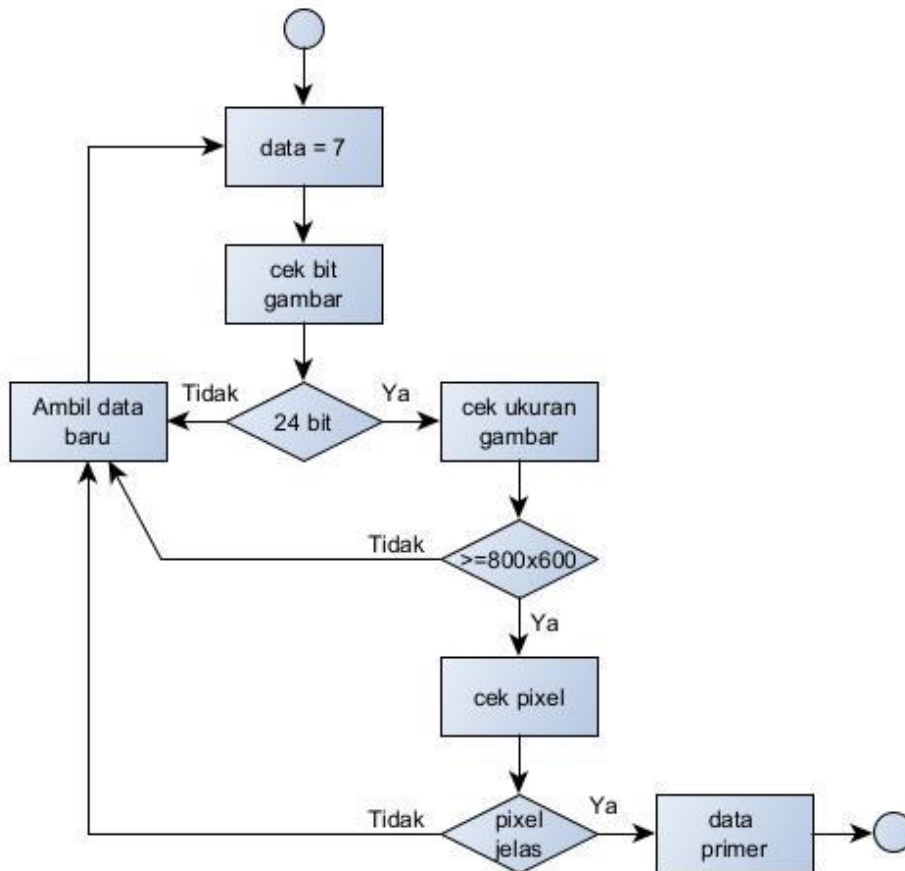 data = 7
cek bit
gambar
Tidak
Ya
Ambil data
baru
24 bit
cek ukuran
gambar
Tidak
>=800x600
Ya
cek pixel
Tidak
pixel
jelas
Ya
data
primer